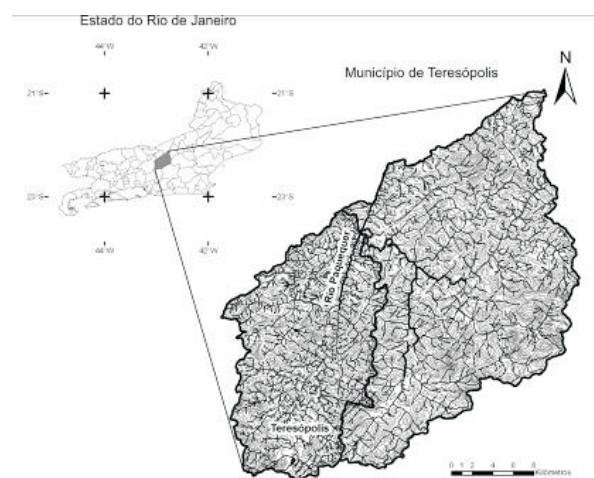 Estado do Rio de Janeiro
44°W
42°W
N
Município de Teresópolis
21°S
21°S
23°S
23°S
44°W
42°W
Rio Paquequer
Teresópolis
0 1 2 4 6 8
Kilômetros